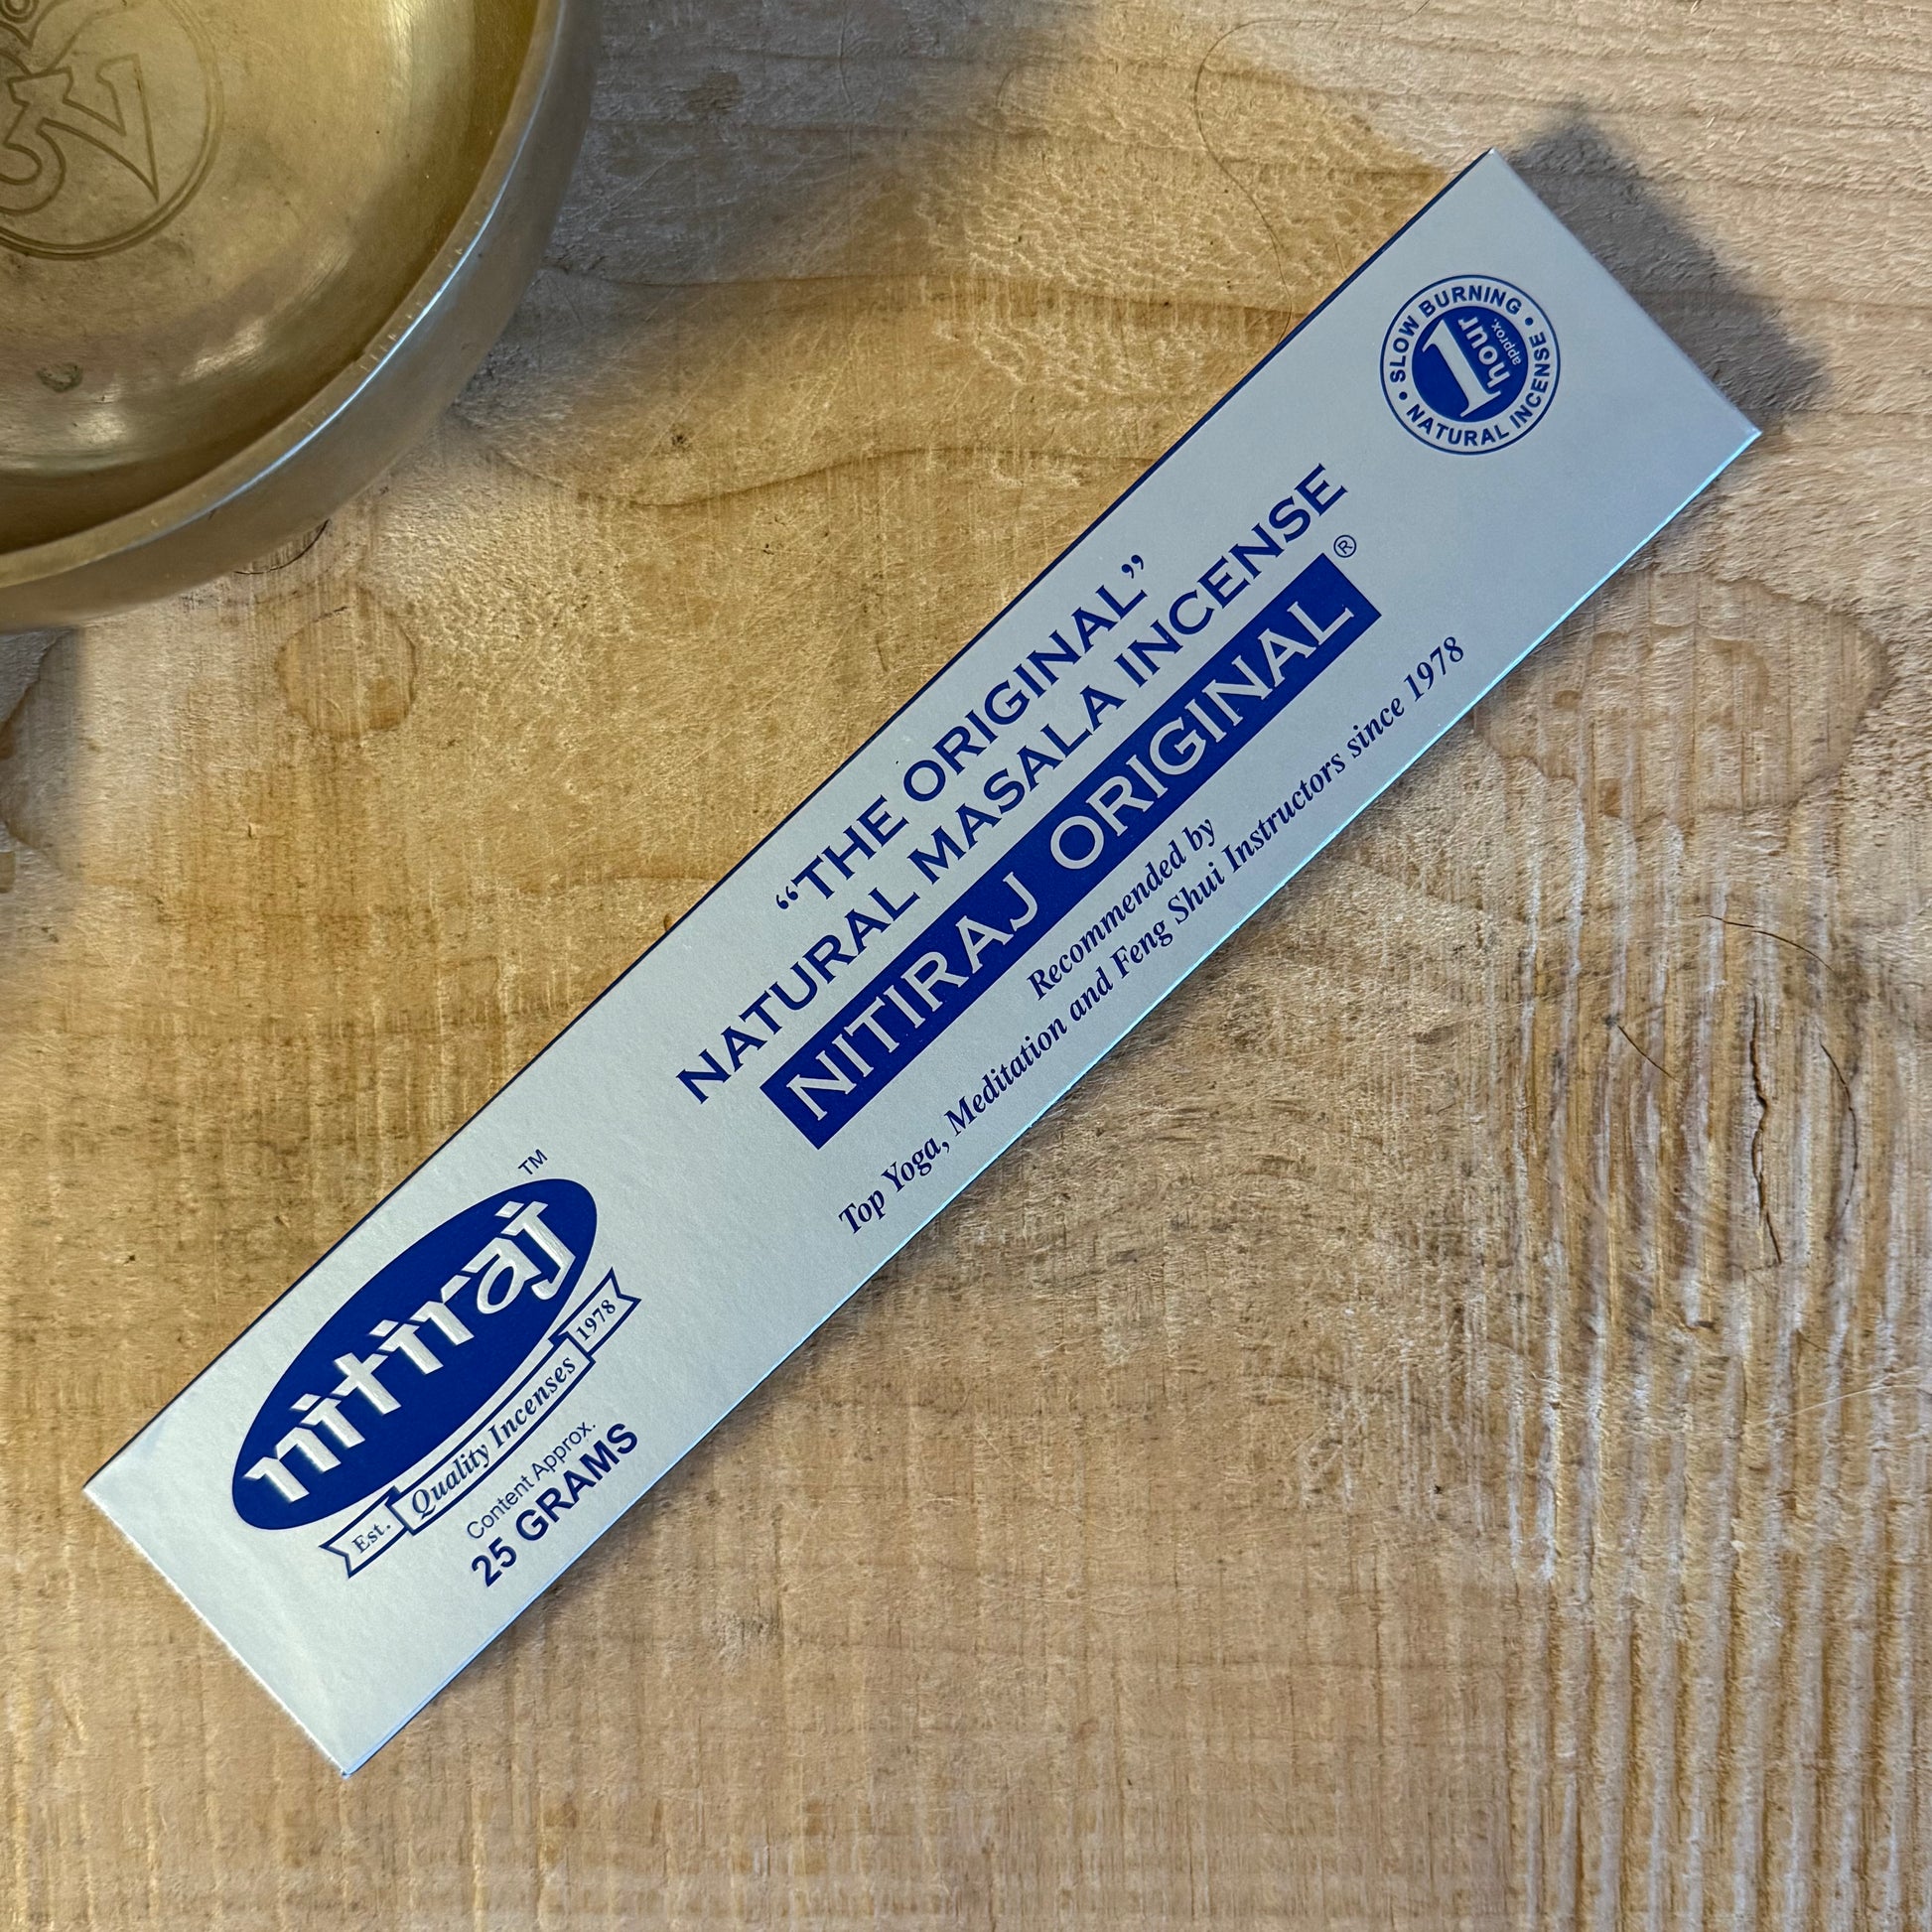 nitiraj
TM
Est. Quality Incenses 1978
Content Approx.
25 GRAMS
“THE ORIGINAL”
NATURAL MASALA INCENSE
NITIRAJ ORIGINAL ®
Recommended by
Top Yoga, Meditation and Feng Shui Instructors since 1978
• SLOW BURNING •
NATURAL INCENSE
1 hour
approx.